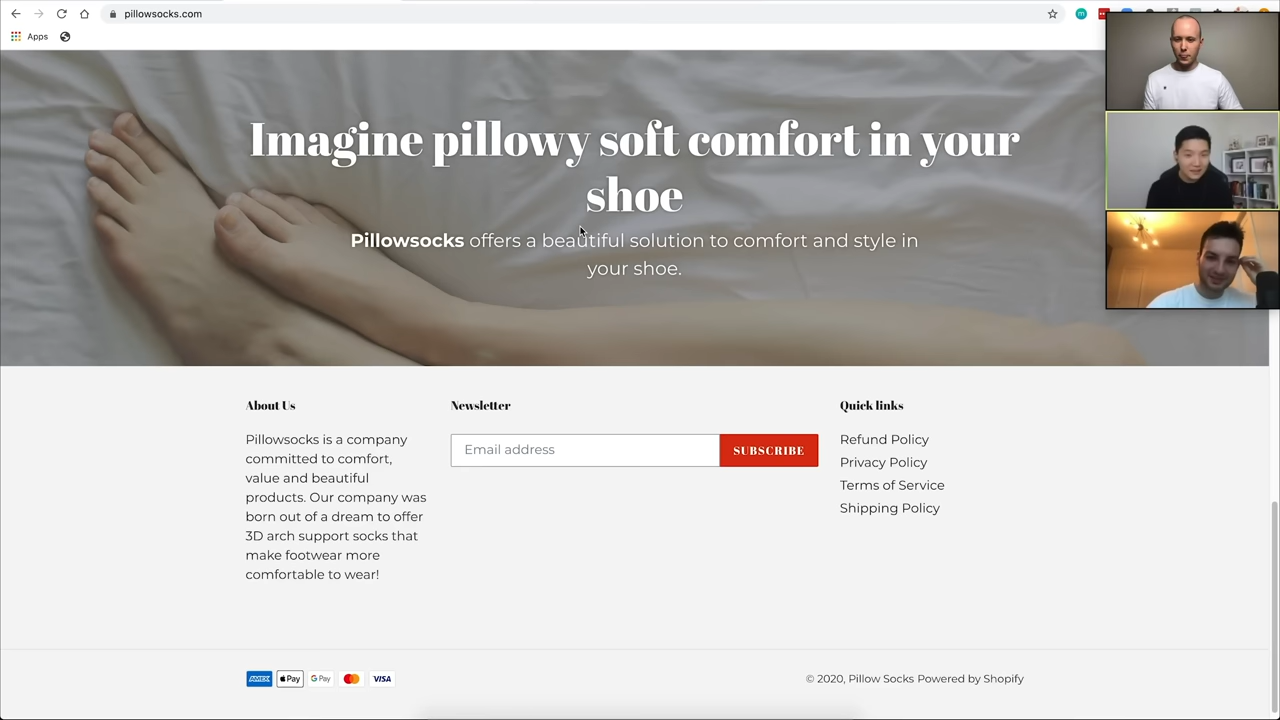 pillowsocks.com
Apps
Imagine pillowy soft comfort in your
shoe
Pillowsocks offers a beautiful solution to comfort and style in
your shoe.
About Us
Pillowsocks is a company
committed to comfort,
value and beautiful
products. Our company was
born out of a dream to offer
3D arch support socks that
make footwear more
comfortable to wear!
Newsletter
Email address
SUBSCRIBE
Quick links
Refund Policy
Privacy Policy
Terms of Service
Shipping Policy
AMEX
Pay
G Pay
VISA
© 2020, Pillow Socks Powered by Shopify